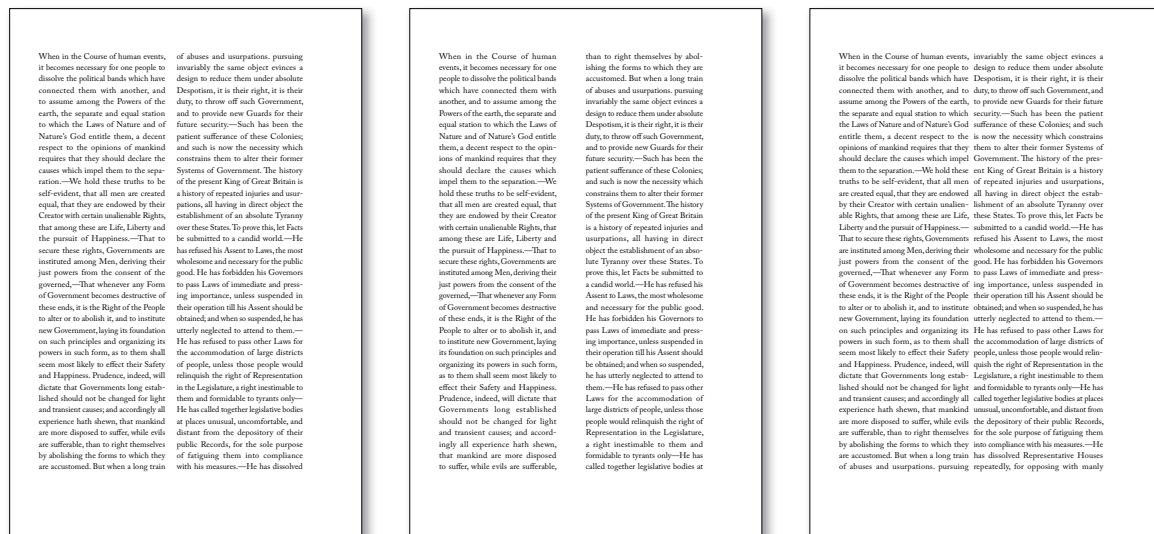 When in the Course of human events,
it becomes necessary for one people to
dissolve the political bands which have
connected them with another, and
to assume among the Powers of the
earth, the separate and equal station
to which the Laws of Nature and of
Nature's God entitle them, a decent
respect to the opinions of mankind
requires that they should declare the
causes which impel them to the sepa-
ration.—We hold these truths to be
self-evident, that all men are created
equal, that they are endowed by their
Creator with certain unalienable Rights,
that among these are Life, Liberty and
the pursuit of Happiness.—That to
secure these rights, Governments are
instituted among Men, deriving their
just powers from the consent of the
governed,—That whenever any Form
of Government becomes destructive of
these ends, it is the Right of the People
to alter or to abolish it, and to institute
new Government, laying its foundation
on such principles and organizing its
powers in such form, as to them shall
seem most likely to effect their Safety
and Happiness. Prudence, indeed, will
dictate that Governments long estab-
lished should not be changed for light
and transient causes; and accordingly all
experience hath shewn, that mankind
are more disposed to suffer, while evils
are sufferable, than to right themselves
by abolishing the forms to which they
are accustomed. But when a long train
of abuses and usurpations. pursuing
invariably the same object evinces a
design to reduce them under absolute
Despotism, it is their right, it is their
duty, to throw off such Government,
and to provide new Guards for their
future security.—Such has been the
patient sufferance of these Colonies;
and such is now the necessity which
constrains them to alter their former
Systems of Government. The history
of the present King of Great Britain is
a history of repeated injuries and usur-
pations, all having in direct object the
establishment of an absolute Tyranny
over these States. To prove this, let Facts
be submitted to a candid world.—He
has refused his Assent to Laws, the most
wholesome and necessary for the public
good. He has forbidden his Governors
to pass Laws of immediate and press-
ing importance, unless suspended in
their operation till his Assent should be
obtained; and when so suspended, he has
utterly neglected to attend to them.—
He has refused to pass other Laws for
the accommodation of large districts
of people, unless those people would
relinquish the right of Representation
in the Legislature, a right inestimable to
them and formidable to tyrants only—
He has called together legislative bodies
at places unusual, uncomfortable, and
distant from the depository of their
public Records, for the sole purpose
of fatiguing them into compliance
with his measures.—He has dissolved
When in the Course of human
events, it becomes necessary for one
people to dissolve the political bands
which have connected them with
another, and to assume among the
Powers of the earth, the separate and
equal station to which the Laws of
Nature and of Nature's God entitle
them, a decent respect to the opin-
ions of mankind requires that they
should declare the causes which
impel them to the separation.—We
hold these truths to be self-evident,
that all men are created equal, that
they are endowed by their Creator
with certain unalienable Rights, that
among these are Life, Liberty and
the pursuit of Happiness.—That to
secure these rights, Governments are
instituted among Men, deriving their
just powers from the consent of the
governed,—That whenever any Form
of Government becomes destructive
of these ends, it is the Right of the
People to alter or to abolish it, and
to institute new Government, laying
its foundation on such principles and
organizing its powers in such form,
as to them shall seem most likely to
effect their Safety and Happiness.
Prudence, indeed, will dictate that
Governments long established
should not be changed for light
and transient causes; and accord-
ingly all experience hath shewn,
that mankind are more disposed
to suffer, while evils are sufferable,
than to right themselves by abol-
ishing the forms to which they are
accustomed. But when a long train
of abuses and usurpations. pursuing
invariably the same object evinces a
design to reduce them under absolute
Despotism, it is their right, it is their
duty, to throw off such Government,
and to provide new Guards for their
future security.—Such has been the
patient sufferance of these Colonies;
and such is now the necessity which
constrains them to alter their former
Systems of Government. The history
of the present King of Great Britain
is a history of repeated injuries and
usurpations, all having in direct
object the establishment of an abso-
lute Tyranny over these States. To
prove this, let Facts be submitted to
a candid world.—He has refused his
Assent to Laws, the most wholesome
and necessary for the public good.
He has forbidden his Governors to
pass Laws of immediate and press-
ing importance, unless suspended in
their operation till his Assent should
be obtained; and when so suspended,
he has utterly neglected to attend to
them.—He has refused to pass other
Laws for the accommodation of
large districts of people, unless those
people would relinquish the right of
Representation in the Legislature,
a right inestimable to them and
formidable to tyrants only—He has
called together legislative bodies at
When in the Course of human events,
it becomes necessary for one people to
dissolve the political bands which have
connected them with another, and to
assume among the Powers of the earth,
the separate and equal station to which
the Laws of Nature and of Nature's God
entitle them, a decent respect to the
opinions of mankind requires that they
should declare the causes which impel
them to the separation.—We hold these
truths to be self-evident, that all men
are created equal, that they are endowed
by their Creator with certain unalien-
able Rights, that among these are Life,
Liberty and the pursuit of Happiness.—
That to secure these rights, Governments
are instituted among Men, deriving their
just powers from the consent of the
governed,—That whenever any Form
of Government becomes destructive of
these ends, it is the Right of the People
to alter or to abolish it, and to institute
new Government, laying its foundation
on such principles and organizing its
powers in such form, as to them shall
seem most likely to effect their Safety
and Happiness. Prudence, indeed, will
dictate that Governments long estab-
lished should not be changed for light
and transient causes; and accordingly all
experience hath shewn, that mankind
are more disposed to suffer, while evils
are sufferable, than to right themselves
by abolishing the forms to which they
are accustomed. But when a long train
of abuses and usurpations. pursuing
invariably the same object evinces a
design to reduce them under absolute
Despotism, it is their right, it is their
duty, to throw off such Government, and
to provide new Guards for their future
security.—Such has been the patient
sufferance of these Colonies; and such
is now the necessity which constrains
them to alter their former Systems of
Government. The history of the pres-
ent King of Great Britain is a history
of repeated injuries and usurpations,
all having in direct object the estab-
lishment of an absolute Tyranny over
these States. To prove this, let Facts be
submitted to a candid world.—He has
refused his Assent to Laws, the most
wholesome and necessary for the public
good. He has forbidden his Governors
to pass Laws of immediate and press-
ing importance, unless suspended in
their operation till his Assent should be
obtained; and when so suspended, he has
utterly neglected to attend to them.—
He has refused to pass other Laws for
the accommodation of large districts of
people, unless those people would relin-
quish the right of Representation in the
Legislature, a right inestimable to them
and formidable to tyrants only—He has
called together legislative bodies at places
unusual, uncomfortable, and distant from
the depository of their public Records,
for the sole purpose of fatiguing them
into compliance with his measures.—He
has dissolved Representative Houses
repeatedly, for opposing with manly